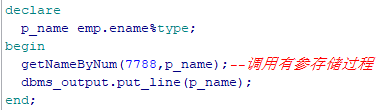 declare
p_name emp.ename%type;
begin
getNameByNum(7788,p_name);--调用有参存储过程
dbms_output.put_line(p_name);
end;